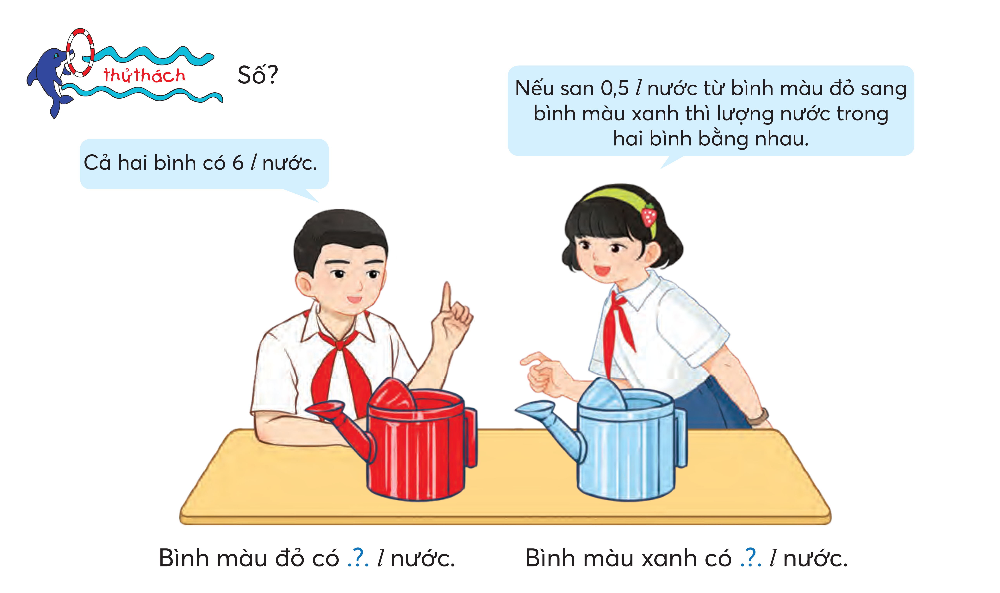 thử thách
Số?
Nếu san 0,5 l nước từ bình màu đỏ sang
bình màu xanh thì lượng nước trong
hai bình bằng nhau.
Cả hai bình có 6 l nước.
Bình màu đỏ có .?. l nước.
Bình màu xanh có .?. l nước.